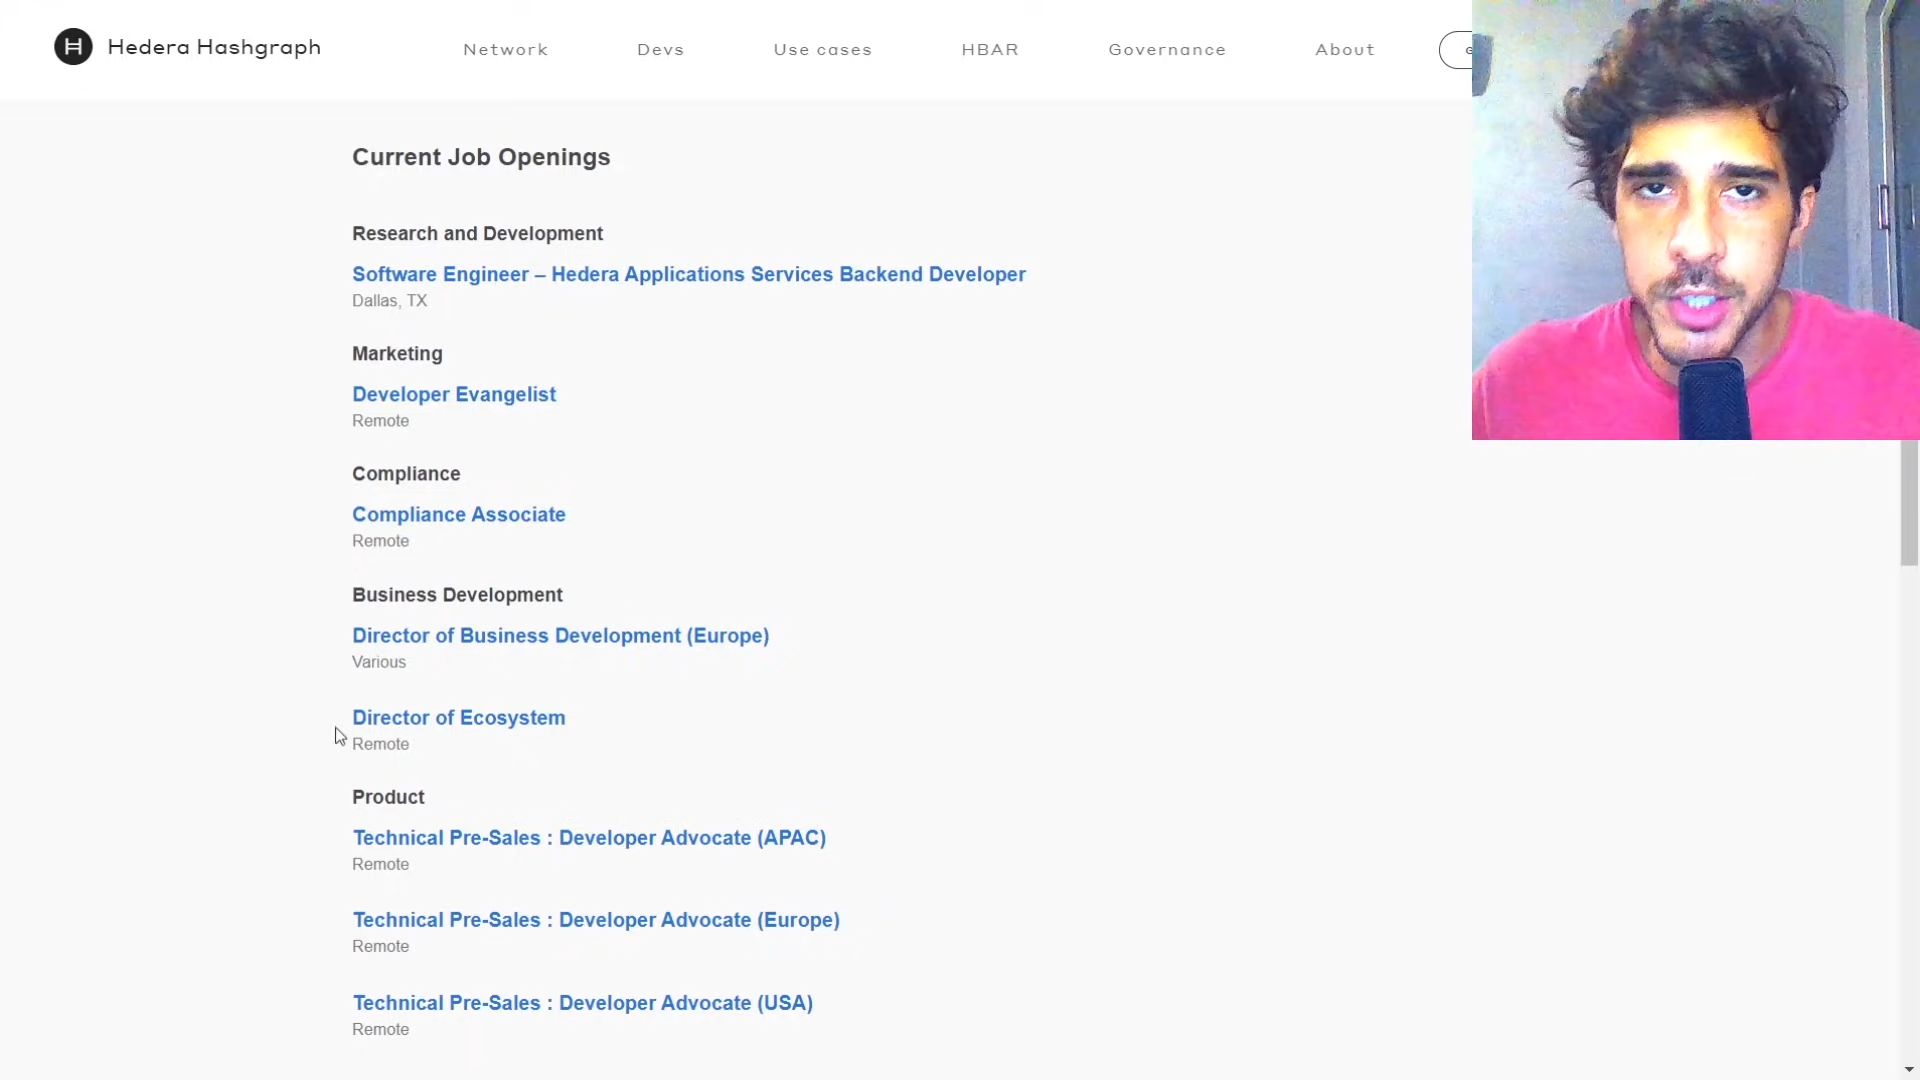 H Hedera Hashgraph
Network
Devs
Use cases
HBAR
Governance
About
Current Job Openings
Research and Development
Software Engineer – Hedera Applications Services Backend Developer
Dallas, TX
Marketing
Developer Evangelist
Remote
Compliance
Compliance Associate
Remote
Business Development
Director of Business Development (Europe)
Various
Director of Ecosystem
Remote
Product
Technical Pre-Sales : Developer Advocate (APAC)
Remote
Technical Pre-Sales : Developer Advocate (Europe)
Remote
Technical Pre-Sales : Developer Advocate (USA)
Remote